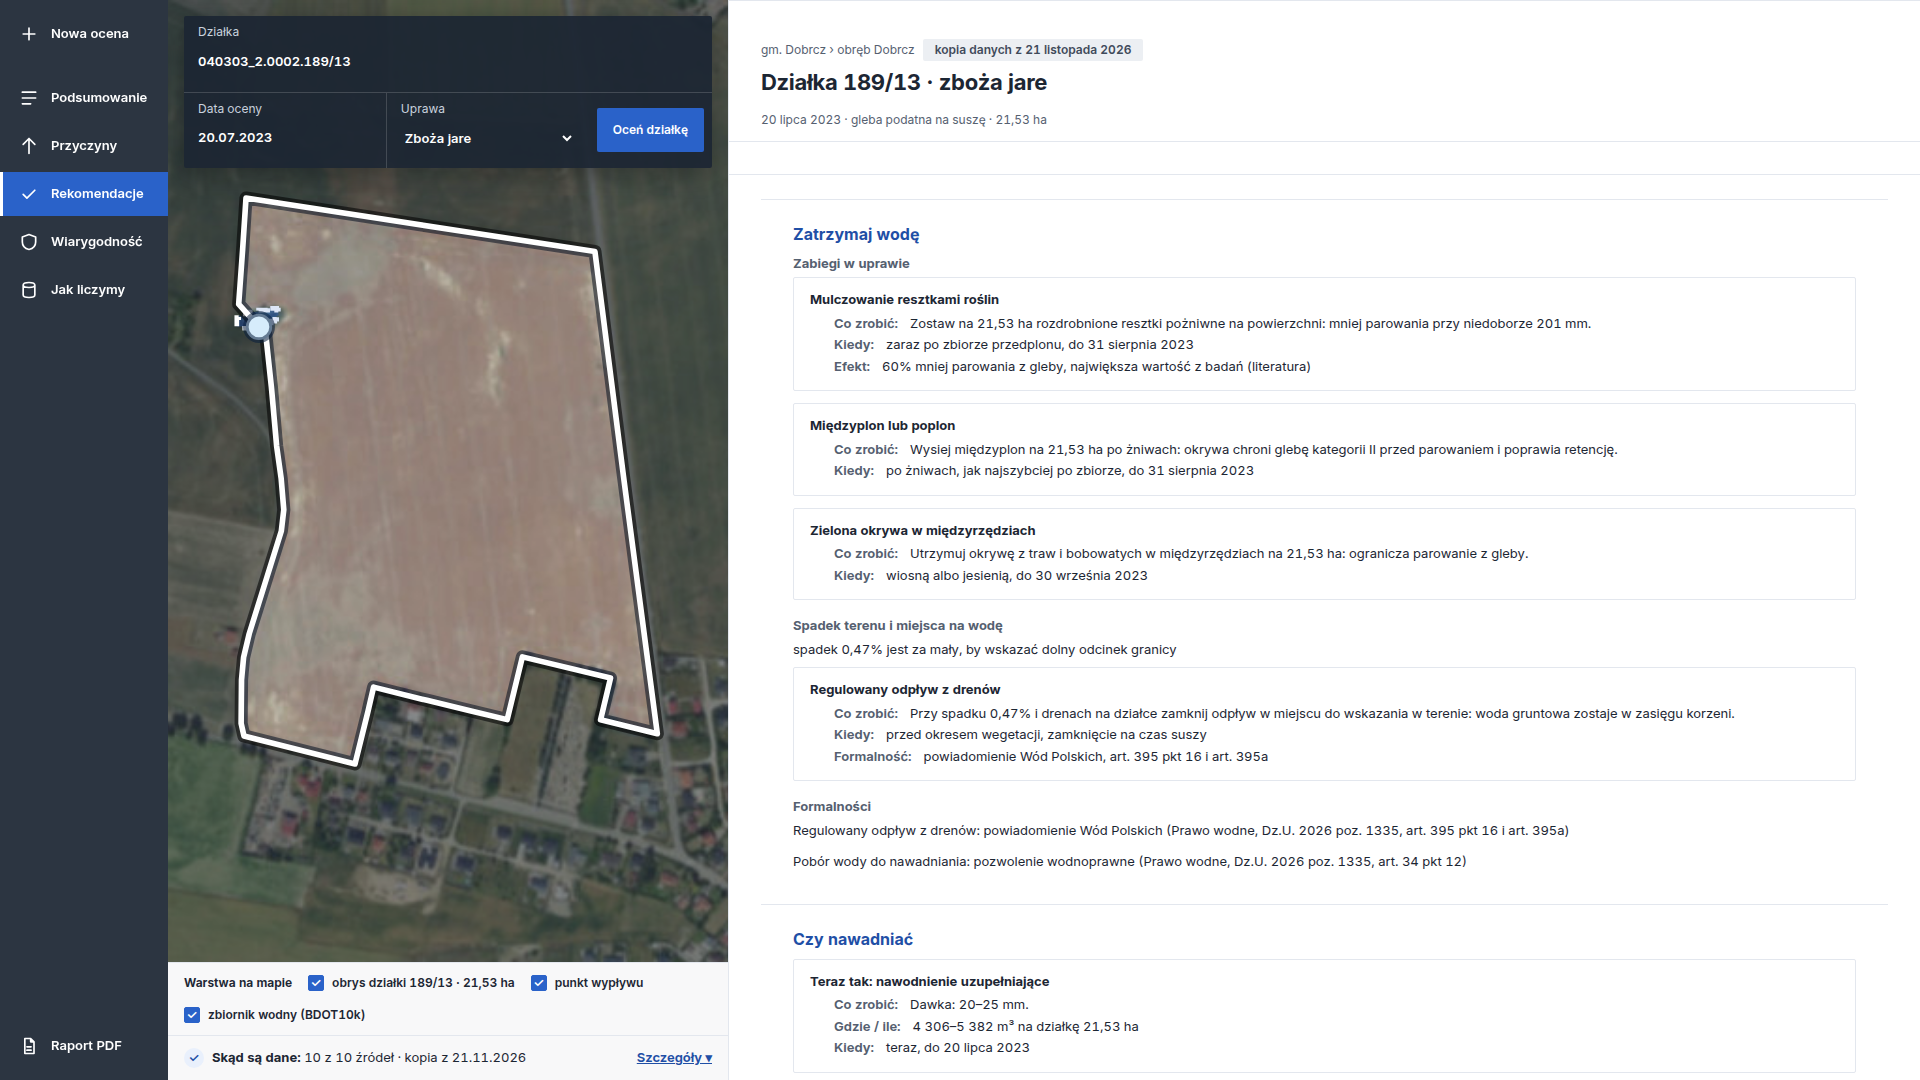 Nowa ocena
Podsumowanie
Przyczyny
Rekomendacje
Wiarygodność
Jak liczymy
Raport PDF
Działka
040303_2.0002.189/13
Data oceny
20.07.2023
Uprawa
Zboża jare
Oceń działkę
Warstwa na mapie
obrys działki 189/13 · 21,53 ha
punkt wypływu
zbiornik wodny (BDOT10k)
Skąd są dane: 10 z 10 źródeł · kopia z 21.11.2026
Szczegóły ▾
gm. Dobrcz › obręb Dobrcz
kopia danych z 21 listopada 2026
Działka 189/13 · zboża jare
20 lipca 2023 · gleba podatna na suszę · 21,53 ha
Zatrzymaj wodę
Zabiegi w uprawie
Mulczowanie resztkami roślin
Co zrobić: Zostaw na 21,53 ha rozdrobnione resztki pożniwne na powierzchni: mniej parowania przy niedoborze 201 mm.
Kiedy: zaraz po zbiorze przedplonu, do 31 sierpnia 2023
Efekt: 60% mniej parowania z gleby, największa wartość z badań (literatura)
Międzyplon lub poplon
Co zrobić: Wysiej międzyplon na 21,53 ha po żniwach: okrywa chroni glebę kategorii II przed parowaniem i poprawia retencję.
Kiedy: po żniwach, jak najszybciej po zbiorze, do 31 sierpnia 2023
Zielona okrywa w międzyrzędziach
Co zrobić: Utrzymuj okrywę z traw i bobowatych w międzyrzędziach na 21,53 ha: ogranicza parowanie z gleby.
Kiedy: wiosną albo jesienią, do 30 września 2023
Spadek terenu i miejsca na wodę
spadek 0,47% jest za mały, by wskazać dolny odcinek granicy
Regulowany odpływ z drenów
Co zrobić: Przy spadku 0,47% i drenach na działce zamknij odpływ w miejscu do wskazania w terenie: woda gruntowa zostaje w zasięgu korzeni.
Kiedy: przed okresem wegetacji, zamknięcie na czas suszy
Formalność: powiadomienie Wód Polskich, art. 395 pkt 16 i art. 395a
Formalności
Regulowany odpływ z drenów: powiadomienie Wód Polskich (Prawo wodne, Dz.U. 2026 poz. 1335, art. 395 pkt 16 i art. 395a)
Pobór wody do nawadniania: pozwolenie wodnoprawne (Prawo wodne, Dz.U. 2026 poz. 1335, art. 34 pkt 12)
Czy nawadniać
Teraz tak: nawodnienie uzupełniające
Co zrobić: Dawka: 20–25 mm.
Gdzie / ile: 4 306–5 382 m³ na działkę 21,53 ha
Kiedy: teraz, do 20 lipca 2023